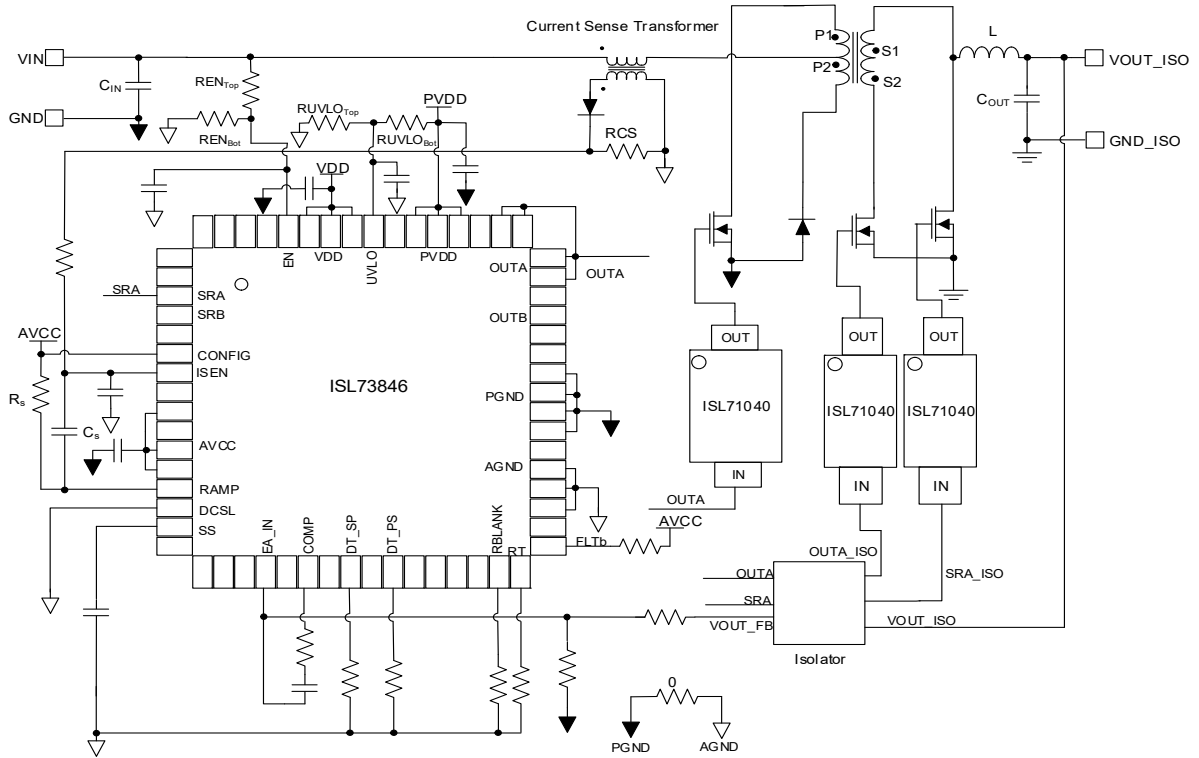 Current Sense Transformer
P1
S1
L
VIN
VOUT_ISO
P2
S2
CIN
RENTop
COUT
GND
RENBot
RUVLOTop
RUVLOBot
PVDD
RCS
GND_ISO
VDD
EN
VDD
UVLO
PVDD
OUTA
OUTA
SRA
SRA
SRB
OUTB
AVCC
CONFIG
ISEN
OUT
OUT
OUT
Rs
ISL73846
PGND
ISL71040
ISL71040
ISL71040
Cs
AVCC
AGND
RAMP
IN
IN
IN
DCSL
OUTA
SS
AVCC
EA_IN
COMP
DT_SP
DT_PS
RBLANK
RT
FLTb
OUTA_ISO
OUTA
SRA_ISO
SRA
VOUT_FB
VOUT_ISO
Isolator
0
PGND
AGND